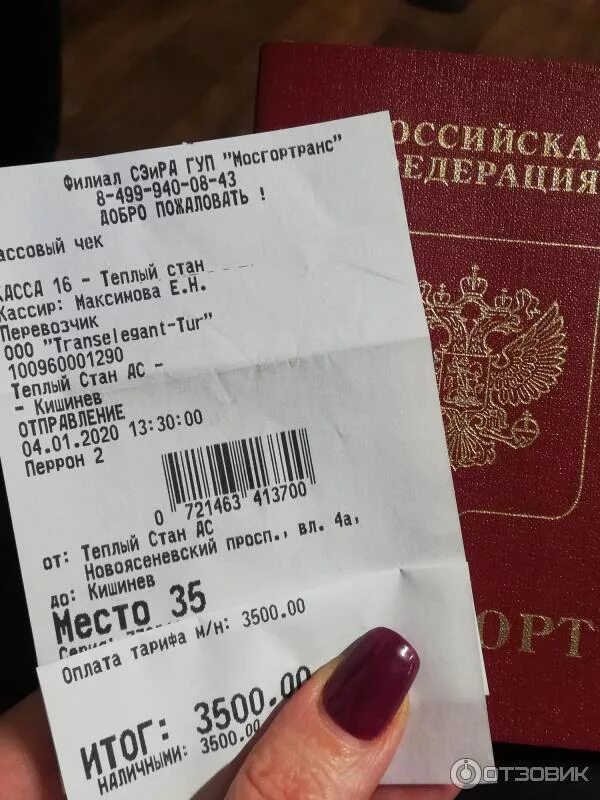 Филиал СЭиРА ГУП "Мосгортранс"
8-499-940-08-43
ДОБРО ПОЖАЛОВАТЬ !
ассовый чек
КАССА 16 - Теплый стан
Кассир: Максимова Е.Н.
Перевозчик
ООО "Transelegant-Tur"
100960001290
Теплый Стан АС -
- Кишинев
ОТПРАВЛЕНИЕ
04.01.2020 13:30:00
Перрон 2
0 721463 413700
от: Теплый Стан АС
Новоясеневский просп., вл. 4а,
до: Кишинев
Место 35
Оплата тарифа м/н: 3500.00
ИТОГ: 3500.00
НАЛИЧНЫМИ: 3500.
ОССИЙСКАЯ
ЕДЕРАЦИЯ
ОРТ
ОТЗОВИК